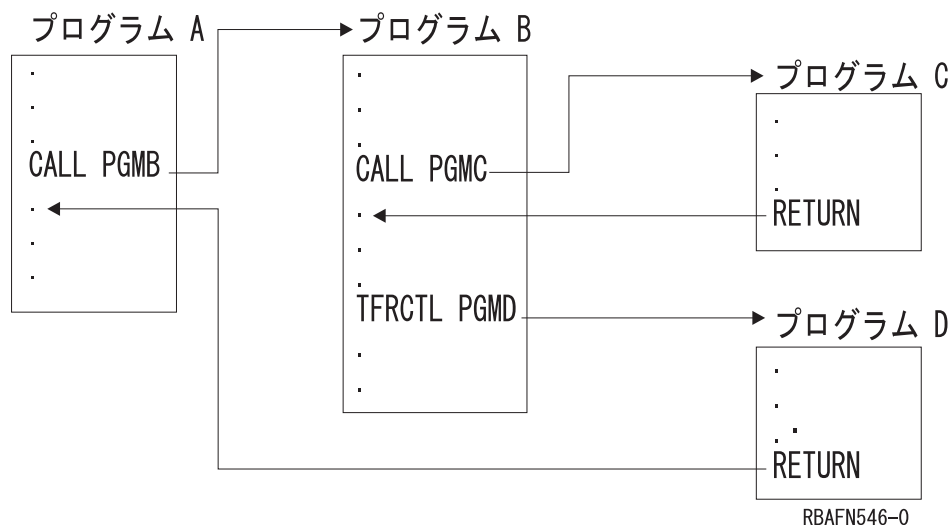 プログラム A
CALL PGMB
プログラム B
CALL PGMC
TFRCTL PGMD
プログラム C
RETURN
プログラム D
RETURN
RBAFN546-0